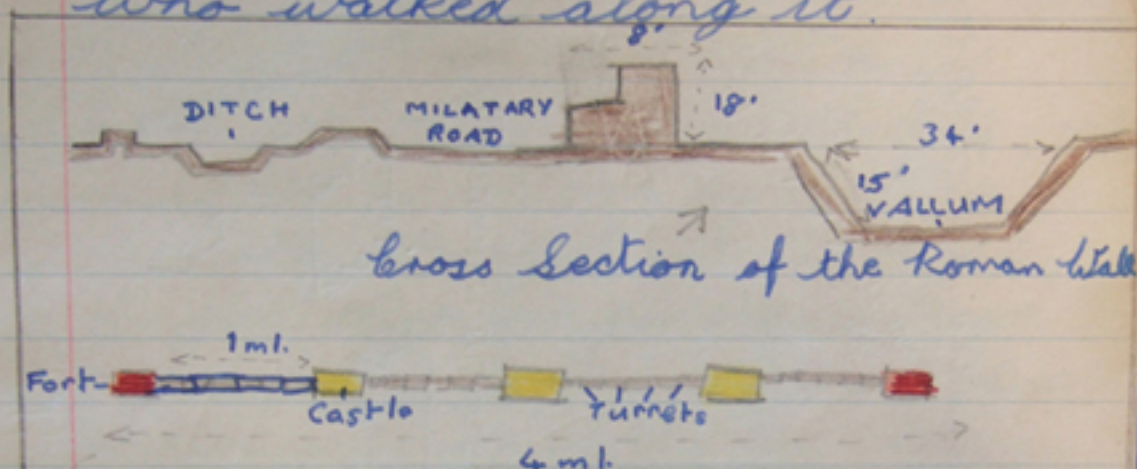 who walked along it.
8'
DITCH
MILATARY
ROAD
18'
34'
15'
VALLUM
Cross Section of the Roman Wall
1 ml.
Fort
Castle
Turrets
4 ml.